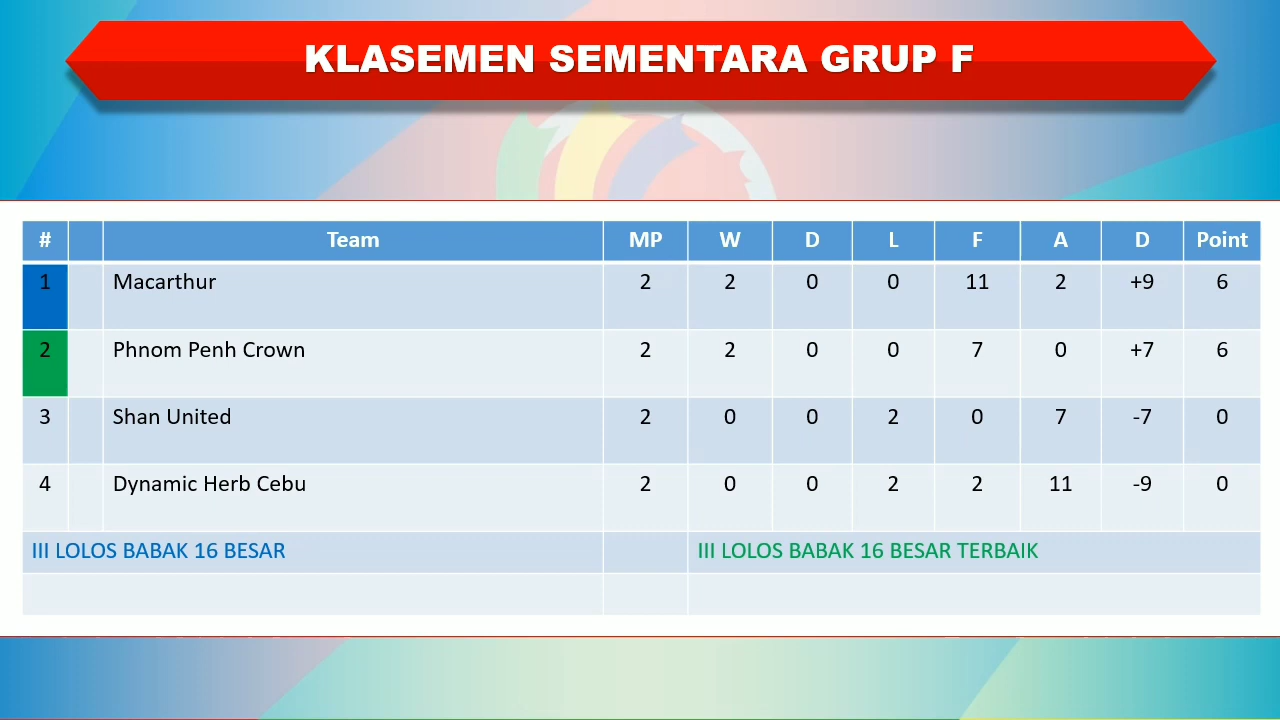 KLASEMEN SEMENTARA GRUP F
# Team MP W D L F A D Point
1 Macarthur 2 2 0 0 11 2 +9 6
2 Phnom Penh Crown 2 2 0 0 7 0 +7 6
3 Shan United 2 0 0 2 0 7 -7 0
4 Dynamic Herb Cebu 2 0 0 2 2 11 -9 0
III LOLOS BABAK 16 BESAR III LOLOS BABAK 16 BESAR TERBAIK